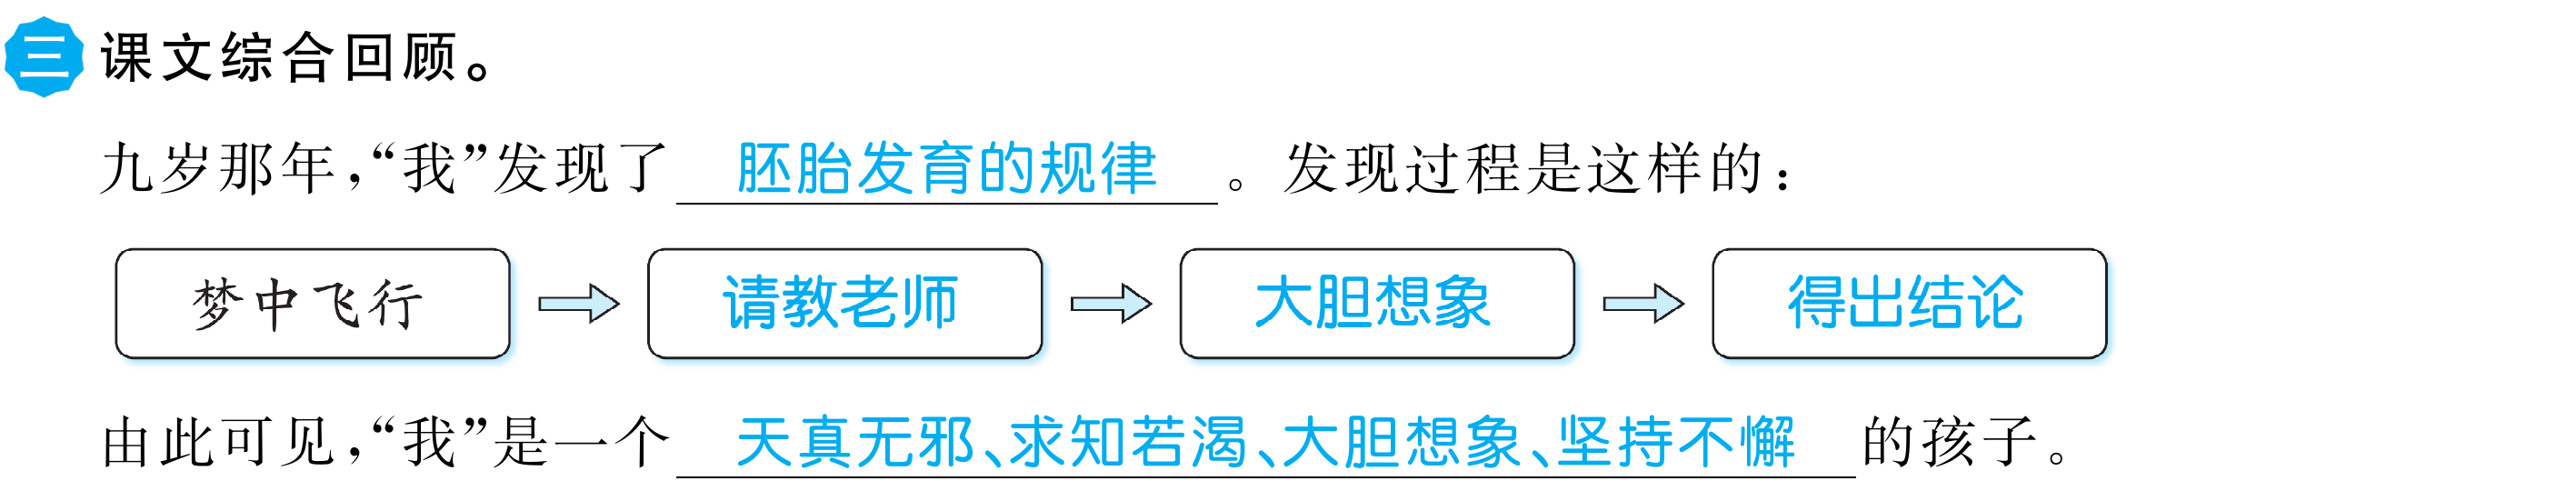 三 课文综合回顾。
九岁那年，“我”发现了 胚胎发育的规律 。发现过程是这样的：
梦中飞行 → 请教老师 → 大胆想象 → 得出结论
由此可见，“我”是一个 天真无邪、求知若渴、大胆想象、坚持不懈 的孩子。